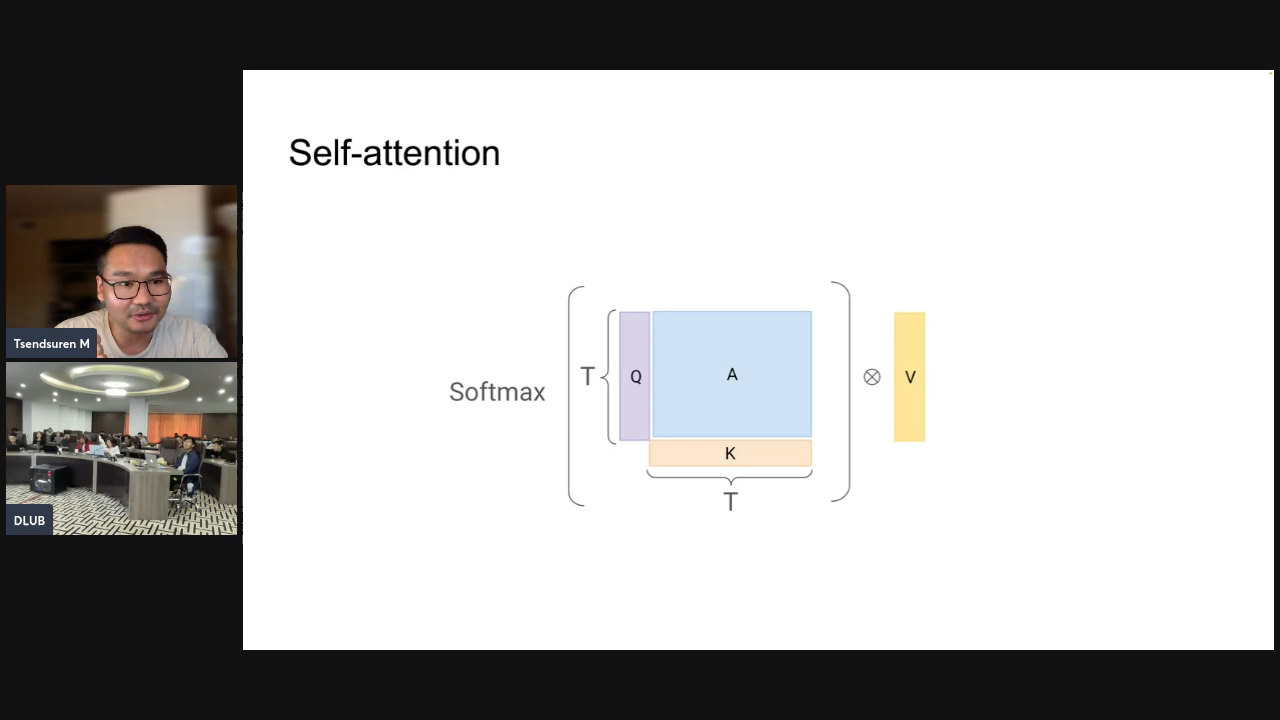 Self-attention
Tsendsuren M
DLUB
Softmax
T
Q
A
K
T
⊗
V